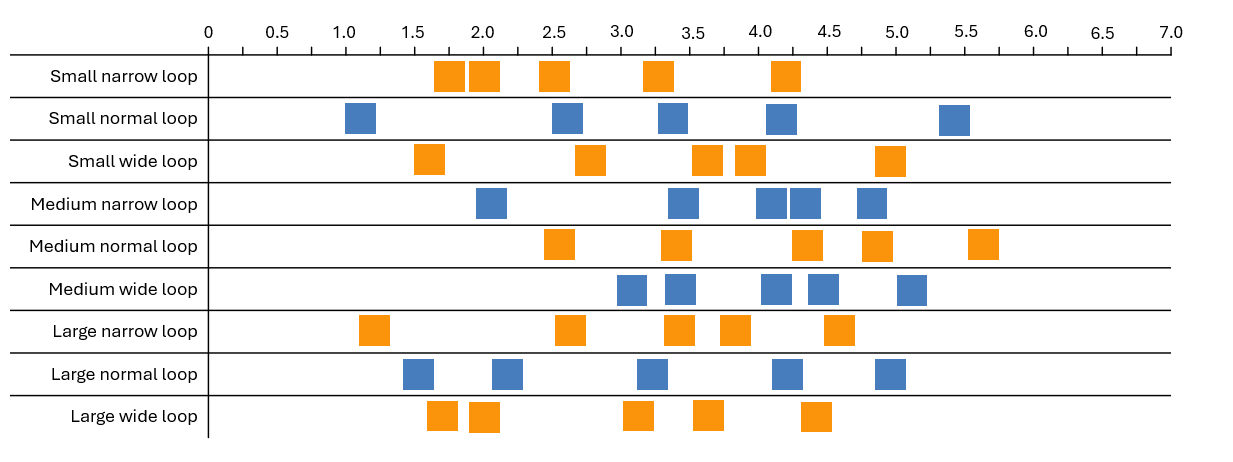 0 0.5 1.0 1.5 2.0 2.5 3.0 3.5 4.0 4.5 5.0 5.5 6.0 6.5 7.0
Small narrow loop
Small normal loop
Small wide loop
Medium narrow loop
Medium normal loop
Medium wide loop
Large narrow loop
Large normal loop
Large wide loop